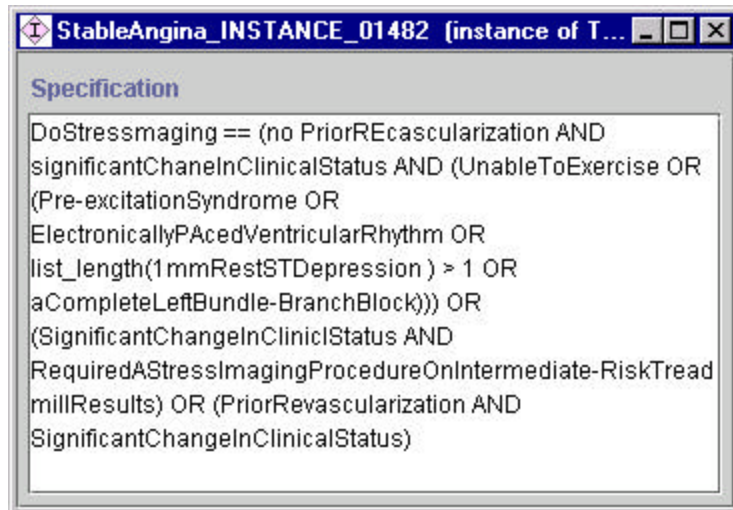 StableAngina_INSTANCE_01482 (instance of T...
Specification
DoStressmaging == (no PriorREcascularization AND
significantChaneInClinicalStatus AND (UnableToExercise OR
(Pre-excitationSyndrome OR
ElectronicallyPAcedVentricularRhythm OR
list_length(1mmRestSTDepression ) > 1 OR
aCompleteLeftBundle-BranchBlock))) OR
(SignificantChangeInCliniclStatus AND
RequiredAStressImagingProcedureOnIntermediate-RiskTread
millResults) OR (PriorRevascularization AND
SignificantChangeInClinicalStatus)